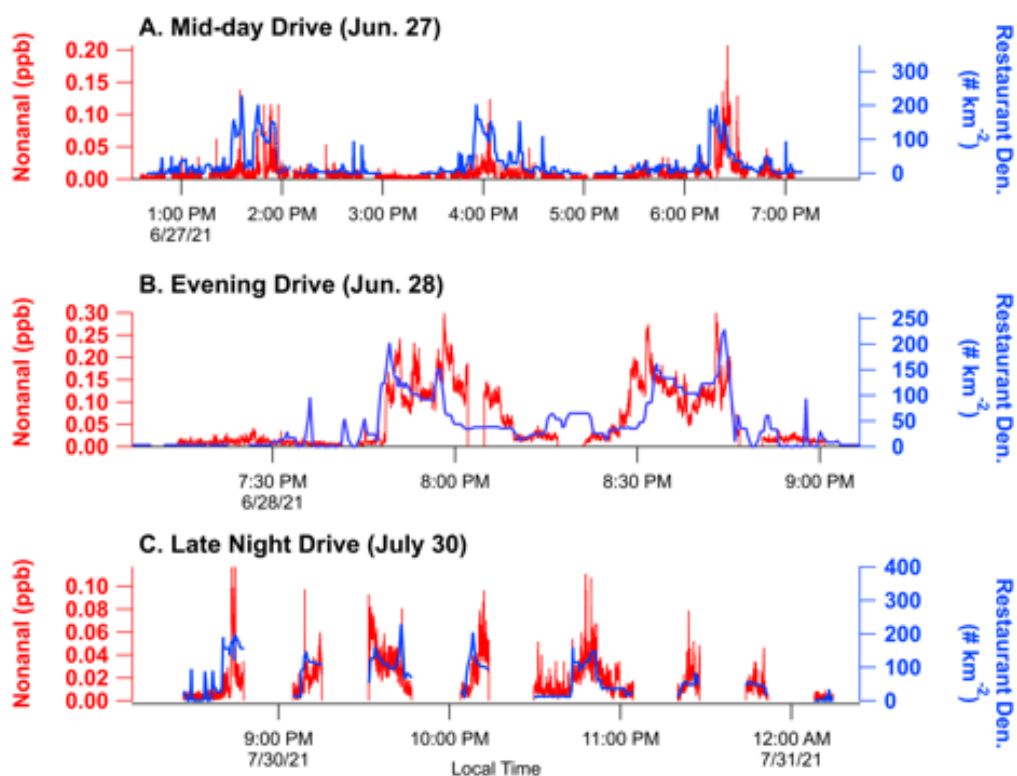 A. Mid-day Drive (Jun. 27)
Nonanal (ppb)
0.20
0.15
0.10
0.05
0.00
300
200
100
0
Restaurant Den.
(# km⁻²)
1:00 PM 2:00 PM 3:00 PM 4:00 PM 5:00 PM 6:00 PM 7:00 PM
6/27/21
B. Evening Drive (Jun. 28)
Nonanal (ppb)
0.30
0.25
0.20
0.15
0.10
0.05
0.00
250
200
150
100
50
0
Restaurant Den.
(# km⁻²)
7:30 PM 8:00 PM 8:30 PM 9:00 PM
6/28/21
C. Late Night Drive (July 30)
Nonanal (ppb)
0.10
0.08
0.06
0.04
0.02
0.00
400
300
200
100
0
Restaurant Den.
(# km⁻²)
9:00 PM 10:00 PM 11:00 PM 12:00 AM
7/30/21 7/31/21
Local Time